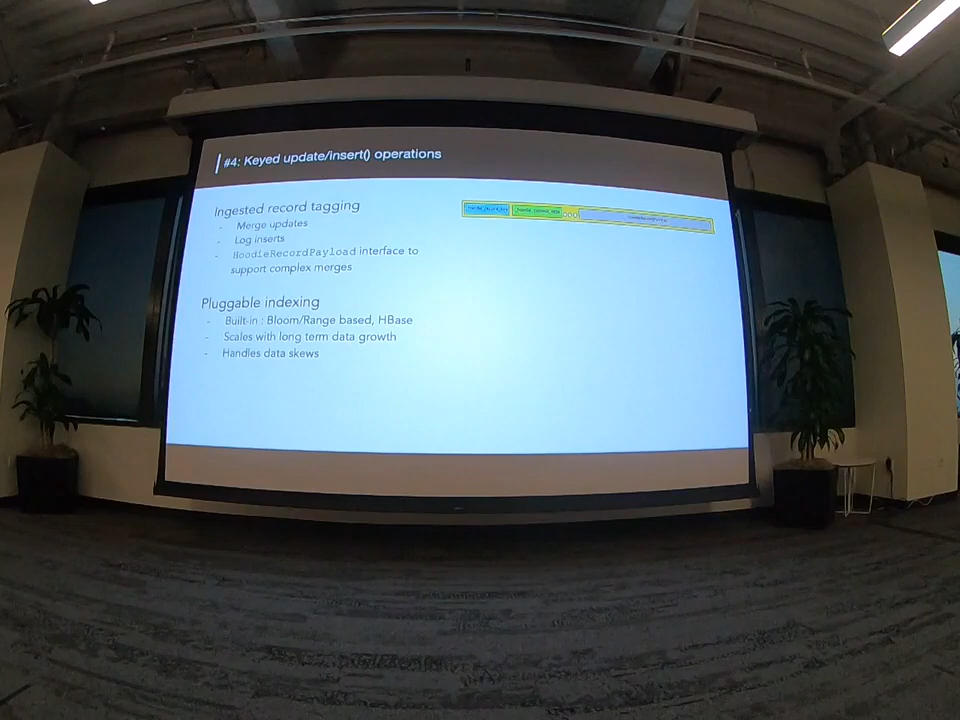 #4: Keyed update/insert() operations
Ingested record tagging
- Merge updates
- Log inserts
- HoodieRecordPayload interface to
support complex merges
Pluggable indexing
- Built-in : Bloom/Range based, HBase
- Scales with long term data growth
- Handles data skews